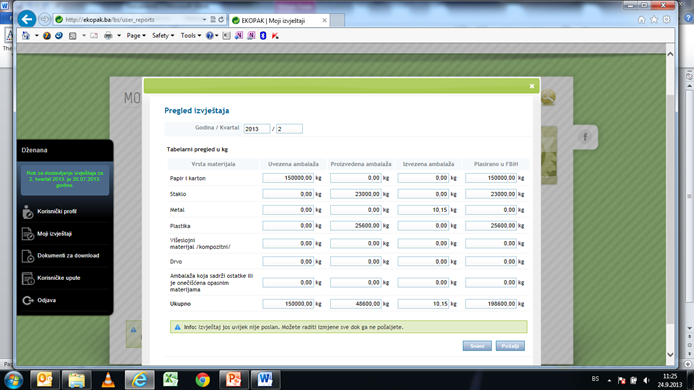 http://ekopak.ba/bs/user_reports
EKOPAK | Moji izvještaji
Page Safety Tools
Dženana
Rok za dostavljanje izvještaja za
2. kvartal 2013. je 20.07.2013.
godine.
Korisnički profil
Moji izvještaji
Dokumenti za download
Korisničke upute
Odjava
MO
Pregled izvještaja
Godina / Kvartal 2013 / 2
Tabelarni pregled u kg
Vrsta materijala Uvezena ambalaža Proizvedena ambalaža Izvezena ambalaža Plasirano u FBiH
Papir i karton 150000,00 kg 0,00 kg 0,00 kg 150000,00 kg
Staklo 0,00 kg 23000,00 kg 0,00 kg 23000,00 kg
Metal 0,00 kg 0,00 kg 10,15 kg 0,00 kg
Plastika 0,00 kg 25600,00 kg 0,00 kg 25600,00 kg
Višeslojni
materijal /kompozitni/ 0,00 kg 0,00 kg 0,00 kg 0,00 kg
Drvo 0,00 kg 0,00 kg 0,00 kg 0,00 kg
Ambalaža koja sadrži ostatke ili
je onečišćena opasnim
materijama 0,00 kg 0,00 kg 0,00 kg 0,00 kg
Ukupno 150000,00 kg 48600,00 kg 10,15 kg 198600,00 kg
Info: Izvještaj jos uvijek nije poslan. Možete raditi izmjene sve dok ga ne pošaljete.
Snimi Pošalji
BS
11:25
24.9.2013